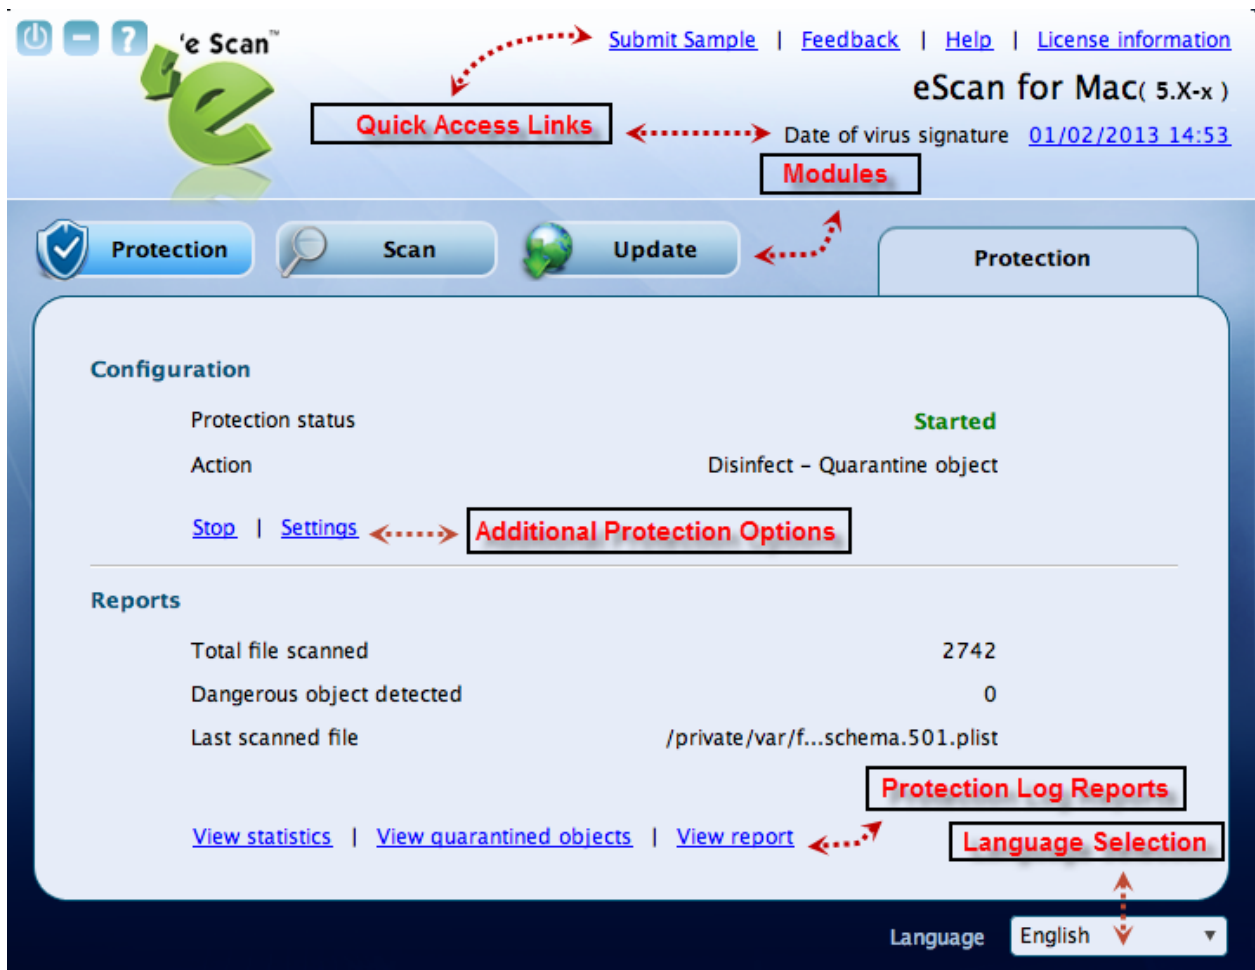 'e Scan™
Submit Sample | Feedback | Help | License information
eScan for Mac( 5.X-x )
Quick Access Links
Date of virus signature 01/02/2013 14:53
Modules
Protection Scan Update Protection
Configuration
Protection status Started
Action Disinfect – Quarantine object
Stop | Settings Additional Protection Options
Reports
Total file scanned 2742
Dangerous object detected 0
Last scanned file /private/var/f...schema.501.plist
Protection Log Reports
View statistics | View quarantined objects | View report
Language Selection
Language English